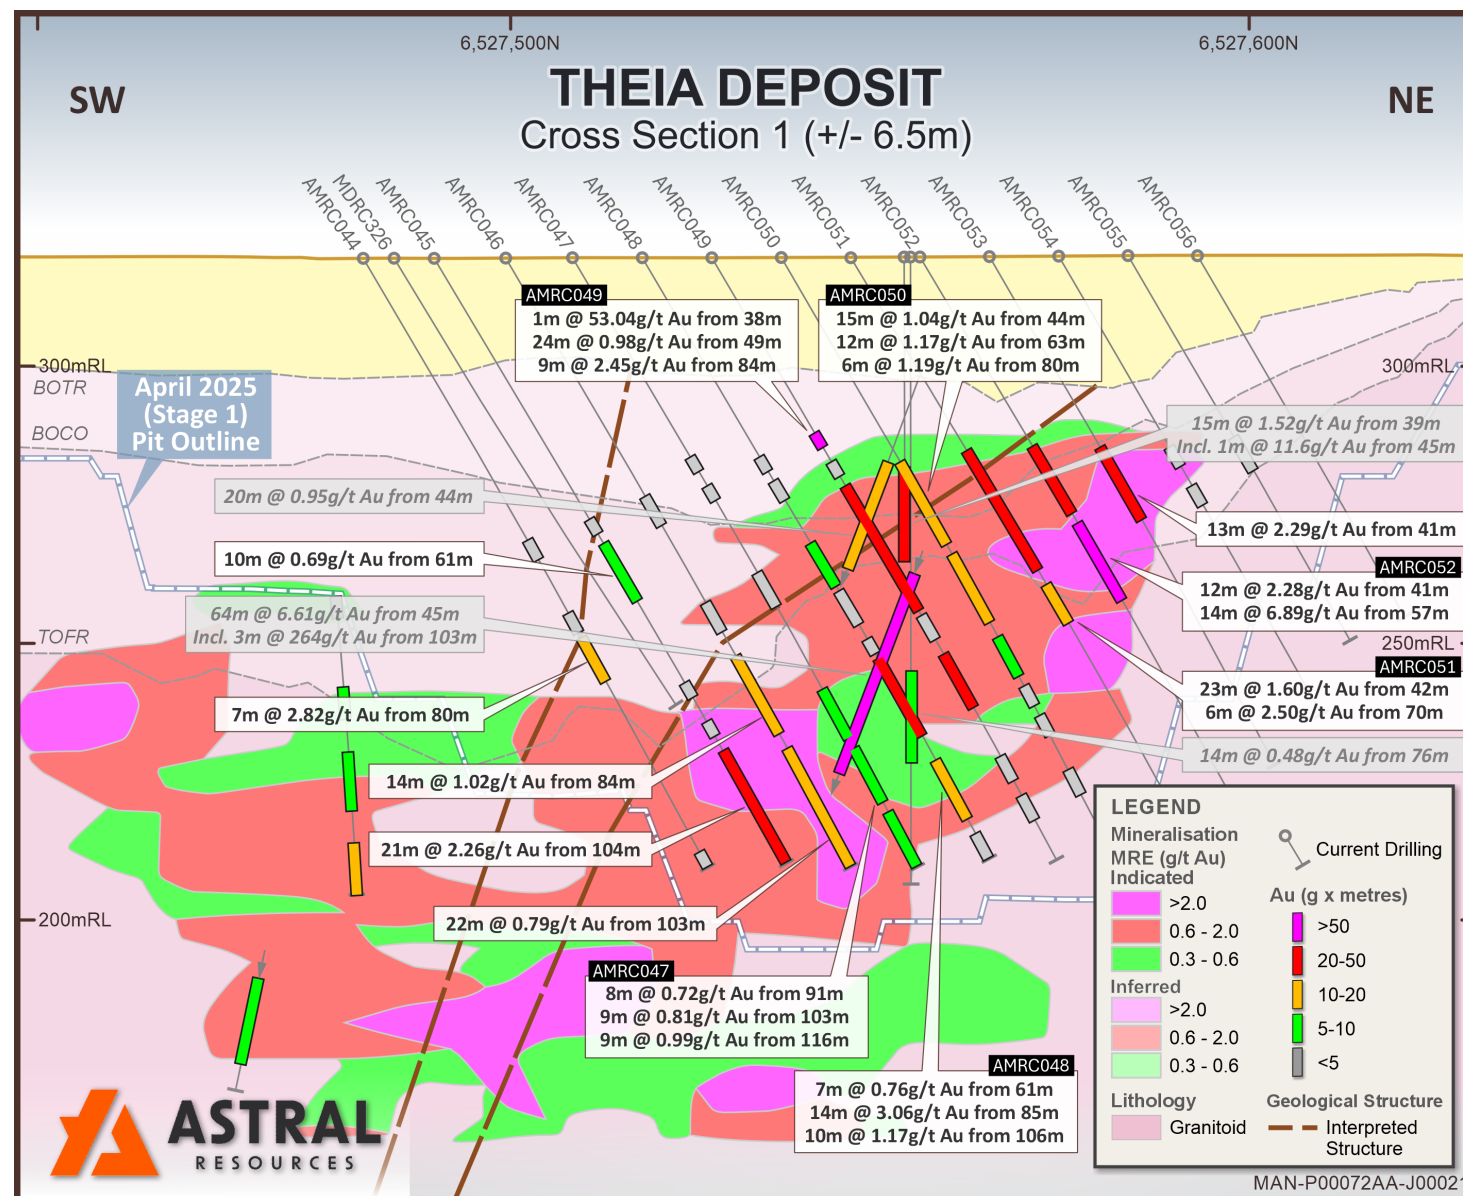 6,527,500N
6,527,600N
SW
THEIA DEPOSIT
NE
Cross Section 1 (+/- 6.5m)
AMRC044
MDRC326
AMRC045
AMRC046
AMRC047
AMRC048
AMRC049
AMRC050
AMRC051
AMRC052
AMRC053
AMRC054
AMRC055
AMRC056
AMRC049
1m @ 53.04g/t Au from 38m
24m @ 0.98g/t Au from 49m
9m @ 2.45g/t Au from 84m
AMRC050
15m @ 1.04g/t Au from 44m
12m @ 1.17g/t Au from 63m
6m @ 1.19g/t Au from 80m
300mRL
300mRL
BOTR
April 2025
(Stage 1)
Pit Outline
BOCO
15m @ 1.52g/t Au from 39m
Incl. 1m @ 11.6g/t Au from 45m
20m @ 0.95g/t Au from 44m
13m @ 2.29g/t Au from 41m
10m @ 0.69g/t Au from 61m
AMRC052
12m @ 2.28g/t Au from 41m
14m @ 6.89g/t Au from 57m
64m @ 6.61g/t Au from 45m
Incl. 3m @ 264g/t Au from 103m
TOFR
250mRL
AMRC051
23m @ 1.60g/t Au from 42m
6m @ 2.50g/t Au from 70m
7m @ 2.82g/t Au from 80m
14m @ 0.48g/t Au from 76m
14m @ 1.02g/t Au from 84m
21m @ 2.26g/t Au from 104m
200mRL
22m @ 0.79g/t Au from 103m
AMRC047
8m @ 0.72g/t Au from 91m
9m @ 0.81g/t Au from 103m
9m @ 0.99g/t Au from 116m
AMRC048
7m @ 0.76g/t Au from 61m
14m @ 3.06g/t Au from 85m
10m @ 1.17g/t Au from 106m
LEGEND
Mineralisation
MRE (g/t Au)
Indicated
>2.0
0.6 - 2.0
0.3 - 0.6
Inferred
>2.0
0.6 - 2.0
0.3 - 0.6
Lithology
Granitoid
Current Drilling
Au (g x metres)
>50
20-50
10-20
5-10
<5
Geological Structure
Interpreted
Structure
ASTRAL
RESOURCES
MAN-P00072AA-J00021